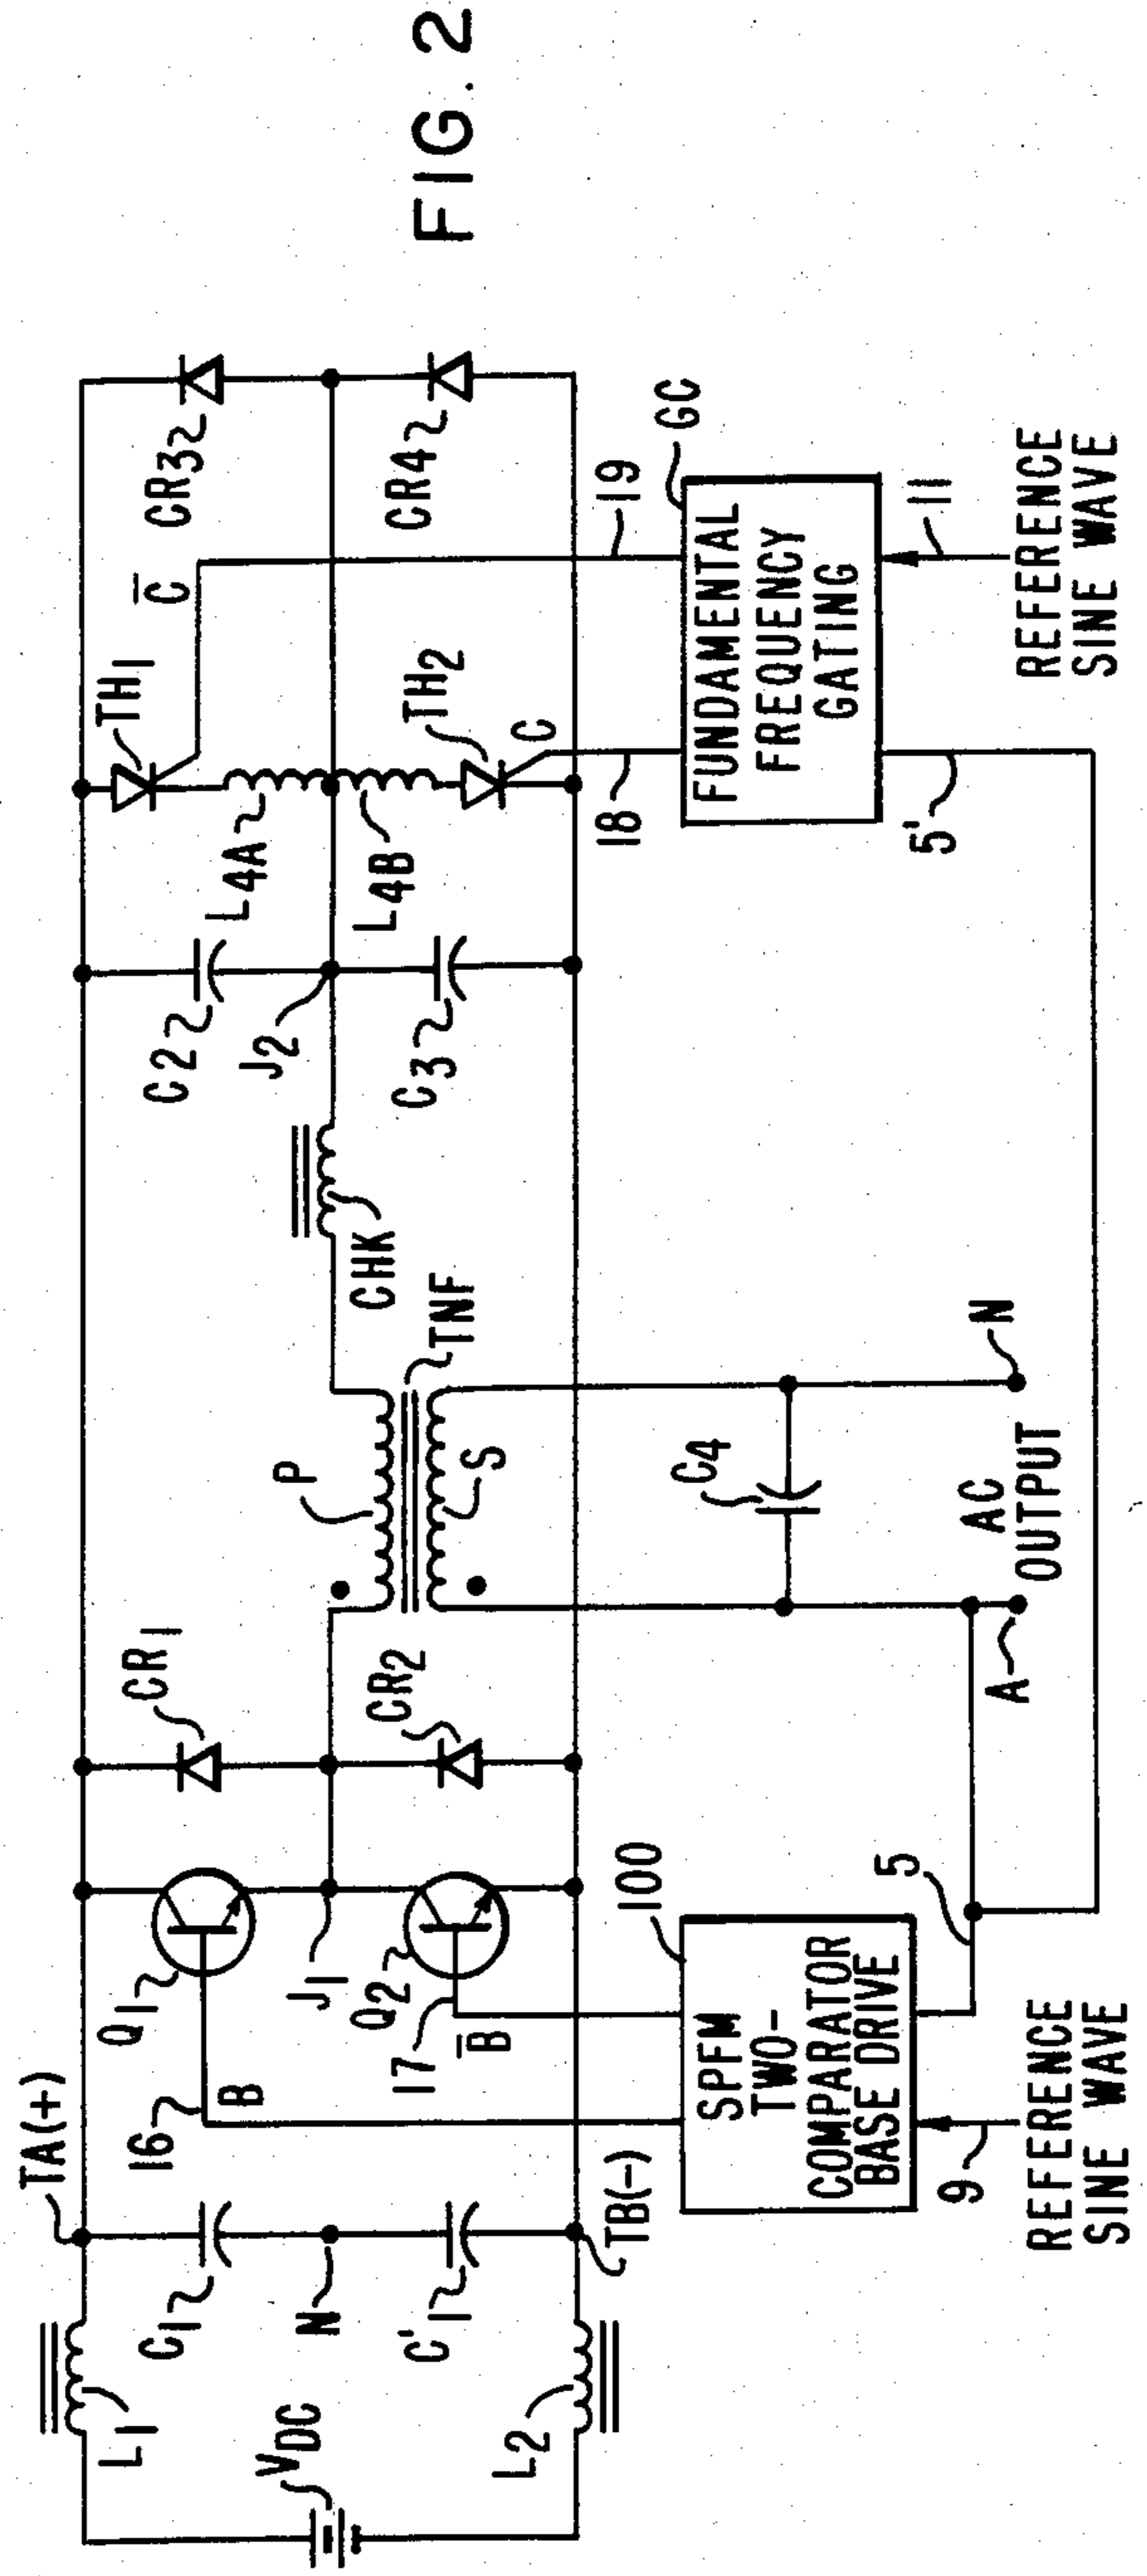 FIG. 2
TA(+)
L1
C1
N
C'1
VDC
L2
TB(-)
16
B
Q1
J1
Q2
17
B̅
CR1
CR2
P
TNF
S
CHK
C2
J2
C3
L4A
L4B
TH1
TH2
C̅
C
CR3
CR4
18
19
GC
FUNDAMENTAL
FREQUENCY
GATING
5'
11
REFERENCE
SINE WAVE
C4
N
AC
OUTPUT
A
100
SPFM
TWO-
COMPARATOR
BASE DRIVE
5
9
REFERENCE
SINE WAVE